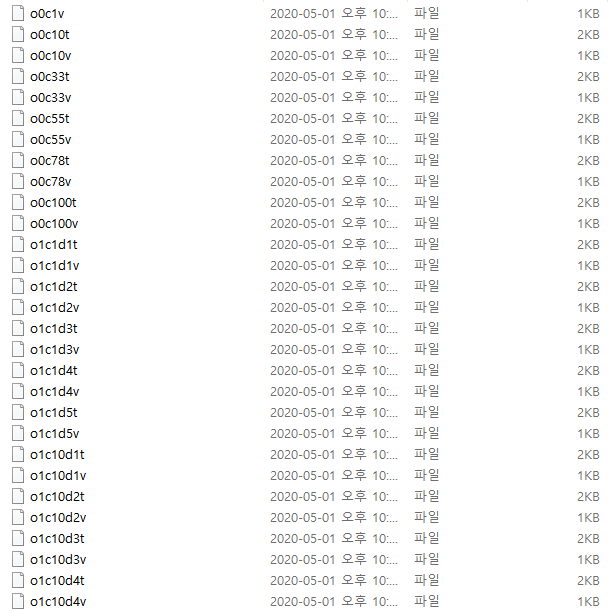 o0c1v 2020-05-01 오후 10:... 파일 1KB
o0c10t 2020-05-01 오후 10:... 파일 2KB
o0c10v 2020-05-01 오후 10:... 파일 1KB
o0c33t 2020-05-01 오후 10:... 파일 2KB
o0c33v 2020-05-01 오후 10:... 파일 1KB
o0c55t 2020-05-01 오후 10:... 파일 2KB
o0c55v 2020-05-01 오후 10:... 파일 1KB
o0c78t 2020-05-01 오후 10:... 파일 2KB
o0c78v 2020-05-01 오후 10:... 파일 1KB
o0c100t 2020-05-01 오후 10:... 파일 2KB
o0c100v 2020-05-01 오후 10:... 파일 1KB
o1c1d1t 2020-05-01 오후 10:... 파일 2KB
o1c1d1v 2020-05-01 오후 10:... 파일 1KB
o1c1d2t 2020-05-01 오후 10:... 파일 2KB
o1c1d2v 2020-05-01 오후 10:... 파일 1KB
o1c1d3t 2020-05-01 오후 10:... 파일 2KB
o1c1d3v 2020-05-01 오후 10:... 파일 1KB
o1c1d4t 2020-05-01 오후 10:... 파일 2KB
o1c1d4v 2020-05-01 오후 10:... 파일 1KB
o1c1d5t 2020-05-01 오후 10:... 파일 2KB
o1c1d5v 2020-05-01 오후 10:... 파일 1KB
o1c10d1t 2020-05-01 오후 10:... 파일 2KB
o1c10d1v 2020-05-01 오후 10:... 파일 1KB
o1c10d2t 2020-05-01 오후 10:... 파일 2KB
o1c10d2v 2020-05-01 오후 10:... 파일 1KB
o1c10d3t 2020-05-01 오후 10:... 파일 2KB
o1c10d3v 2020-05-01 오후 10:... 파일 1KB
o1c10d4t 2020-05-01 오후 10:... 파일 2KB
o1c10d4v 2020-05-01 오후 10:... 파일 1KB